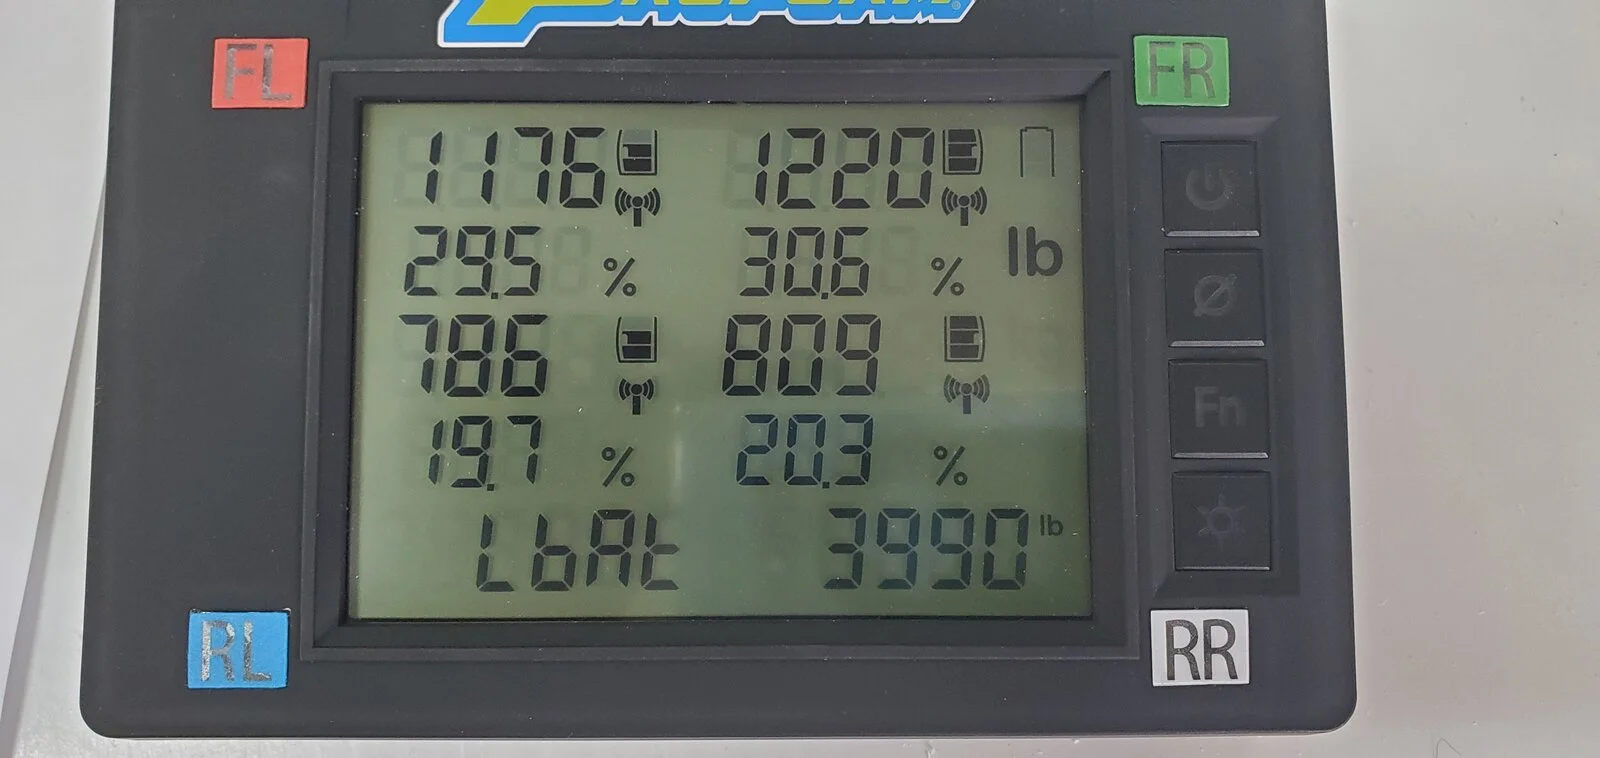 PROFORM®
FL FR
1176 1220
29.5 % 30.6 % lb
786 809
19.7 % 20.3 %
LbAt 3990 lb
Fn
RL RR